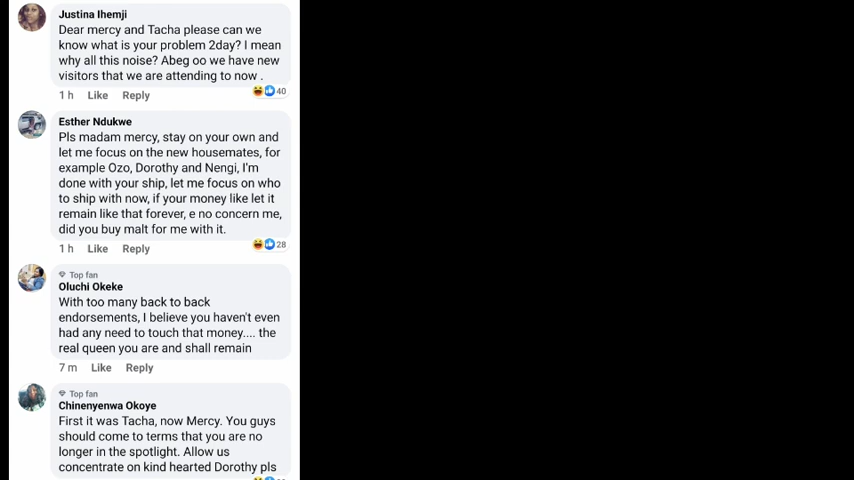 Justina Ihemji
Dear mercy and Tacha please can we
know what is your problem 2day? I mean
why all this noise? Abeg oo we have new
visitors that we are attending to now .
1 h Like Reply 40
Esther Ndukwe
Pls madam mercy, stay on your own and
let me focus on the new housemates, for
example Ozo, Dorothy and Nengi, I'm
done with your ship, let me focus on who
to ship with now, if your money like let it
remain like that forever, e no concern me,
did you buy malt for me with it.
1 h Like Reply 28
Top fan
Oluchi Okeke
With too many back to back
endorsements, I believe you haven't even
had any need to touch that money.... the
real queen you are and shall remain
7 m Like Reply
Top fan
Chinenyenwa Okoye
First it was Tacha, now Mercy. You guys
should come to terms that you are no
longer in the spotlight. Allow us
concentrate on kind hearted Dorothy pls